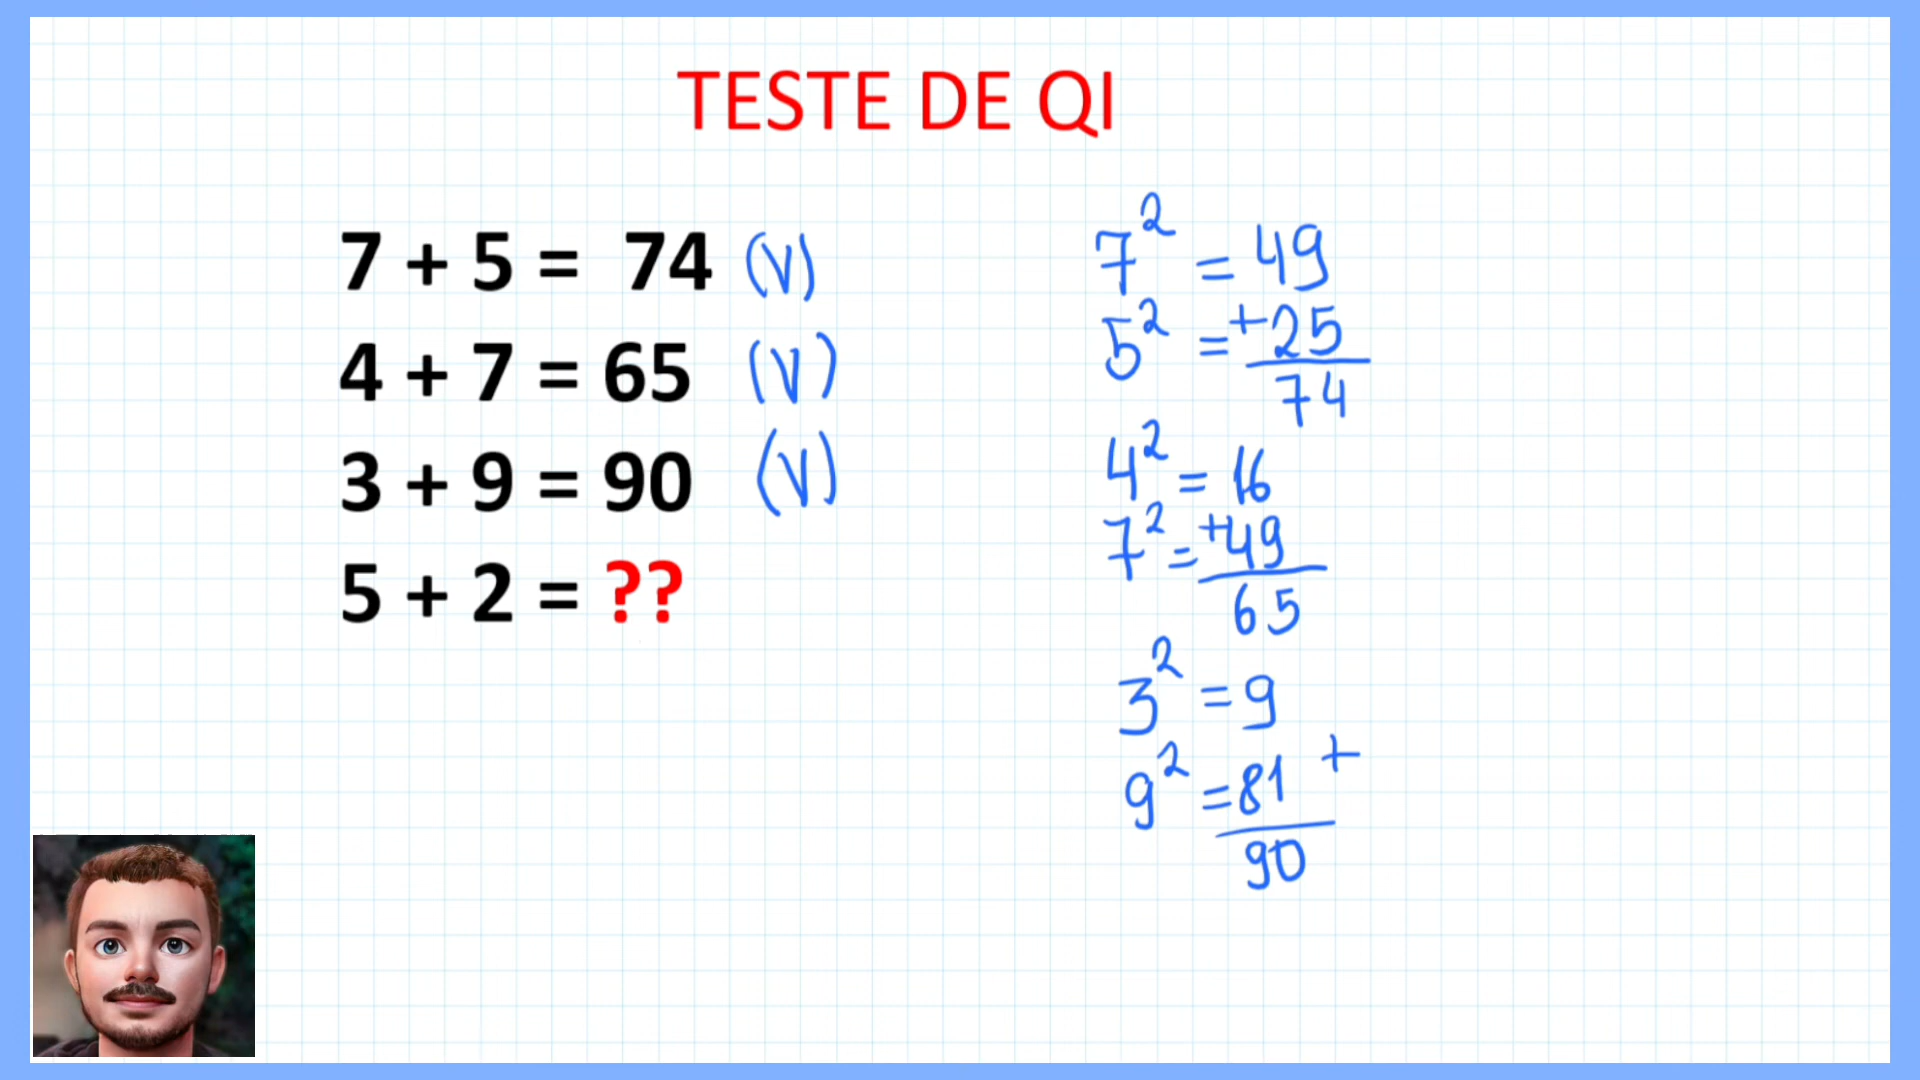 TESTE DE QI
7 + 5 = 74 (V)
4 + 7 = 65 (V)
3 + 9 = 90 (V)
5 + 2 = ??
7² = 49
5² = +25
74
4² = 16
7² = +49
65
3² = 9
9² = 81 +
90